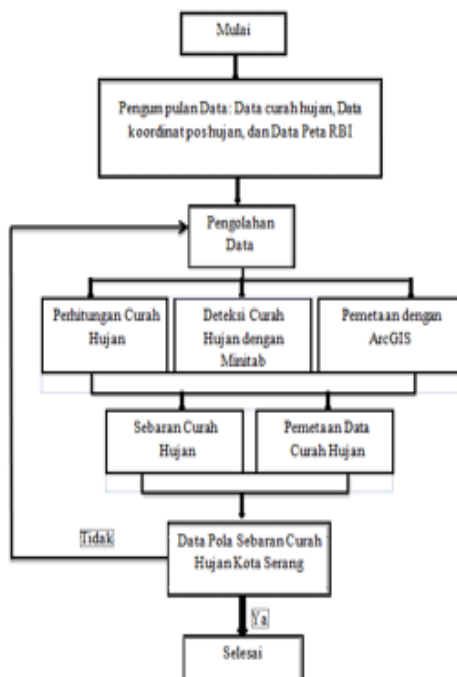 Mulai
Pengumpulan Data: Data curah hujan, Data
koordinat pos hujan, dan Data Peta RBI
Pengolahan
Data
Perhitungan Curah
Hujan
Deteksi Curah
Hujan dengan
Minitab
Pemetaan dengan
ArcGIS
Sebaran Curah
Hujan
Pemetaan Data
Curah Hujan
Tidak
Data Pola Sebaran Curah
Hujan Kota Serang
Ya
Selesai